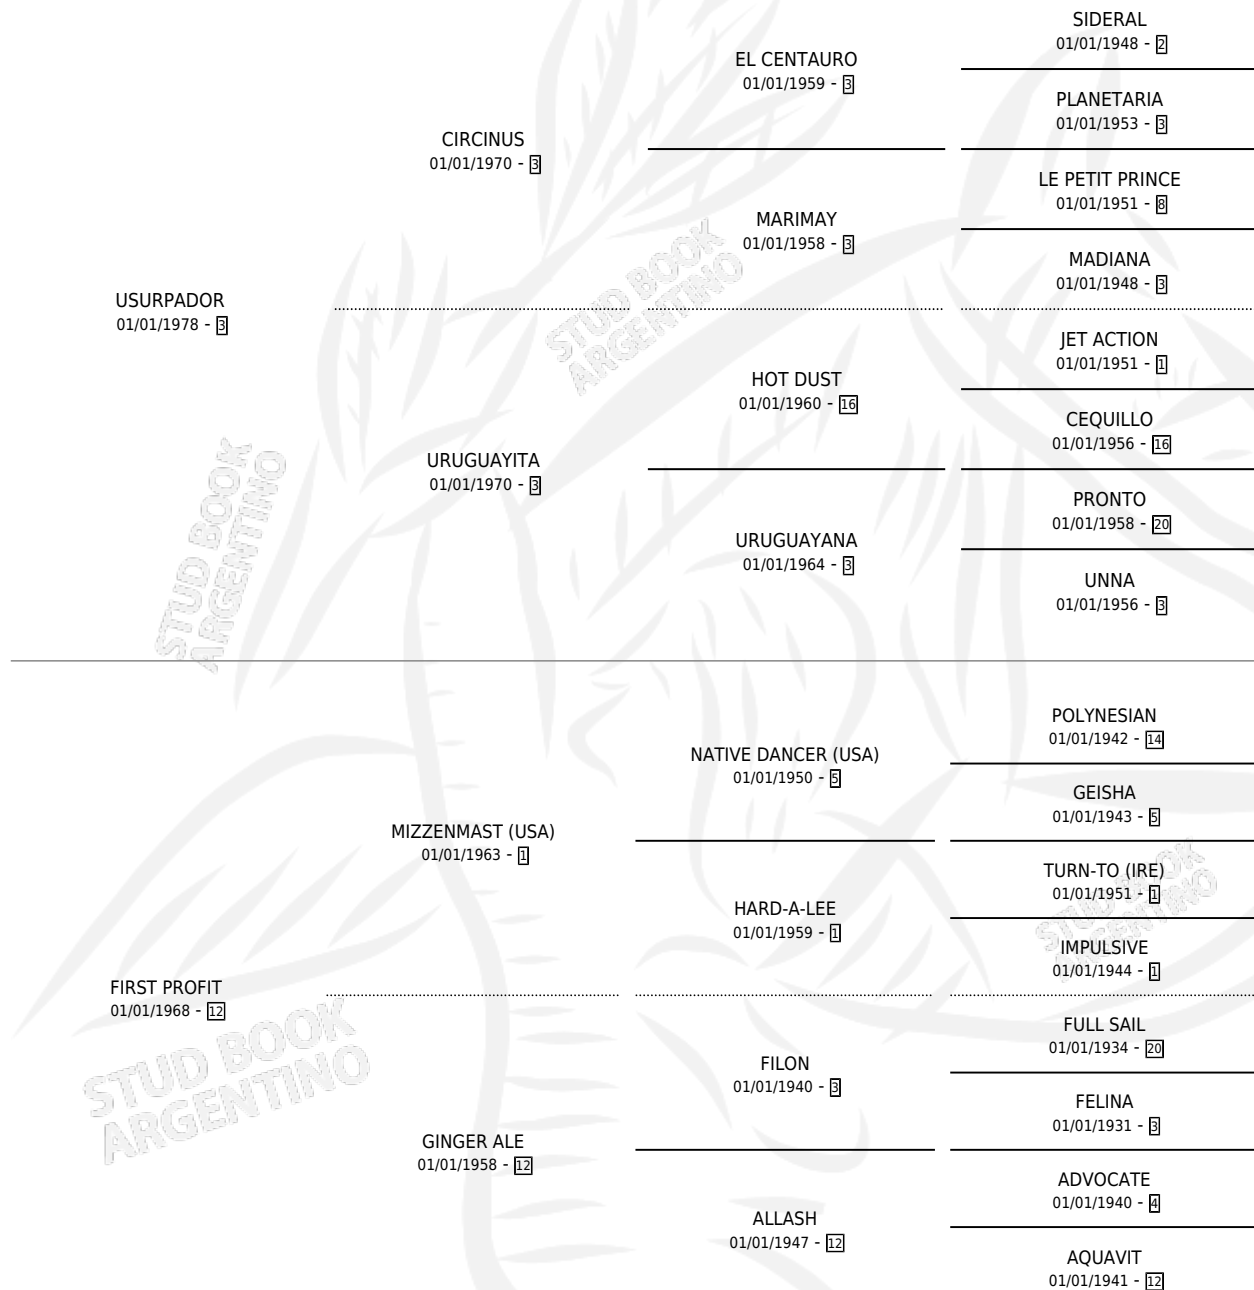 SIDERAL
01/01/1948 - 2
EL CENTAURO
01/01/1959 - 3
PLANETARIA
01/01/1953 - 3
CIRCINUS
01/01/1970 - 3
LE PETIT PRINCE
01/01/1951 - 8
MARIMAY
01/01/1958 - 3
MADIANA
01/01/1948 - 3
USURPADOR
01/01/1978 - 3
JET ACTION
01/01/1951 - 1
HOT DUST
01/01/1960 - 16
CEQUILLO
01/01/1956 - 16
URUGUAYITA
01/01/1970 - 3
PRONTO
01/01/1958 - 20
URUGUAYANA
01/01/1964 - 3
UNNA
01/01/1956 - 3
POLYNESIAN
01/01/1942 - 14
NATIVE DANCER (USA)
01/01/1950 - 5
GEISHA
01/01/1943 - 5
MIZZENMAST (USA)
01/01/1963 - 1
TURN-TO (IRE)
01/01/1951 - 1
HARD-A-LEE
01/01/1959 - 1
IMPULSIVE
01/01/1944 - 1
FIRST PROFIT
01/01/1968 - 12
FULL SAIL
01/01/1934 - 20
FILON
01/01/1940 - 3
FELINA
01/01/1931 - 3
GINGER ALE
01/01/1958 - 12
ADVOCATE
01/01/1940 - 4
ALLASH
01/01/1947 - 12
AQUAVIT
01/01/1941 - 12
STUD BOOK
ARGENTINO
STUD BOOK
ARGENTINO
STUD BOOK
ARGENTINO
STUD BOOK
ARGENTINO